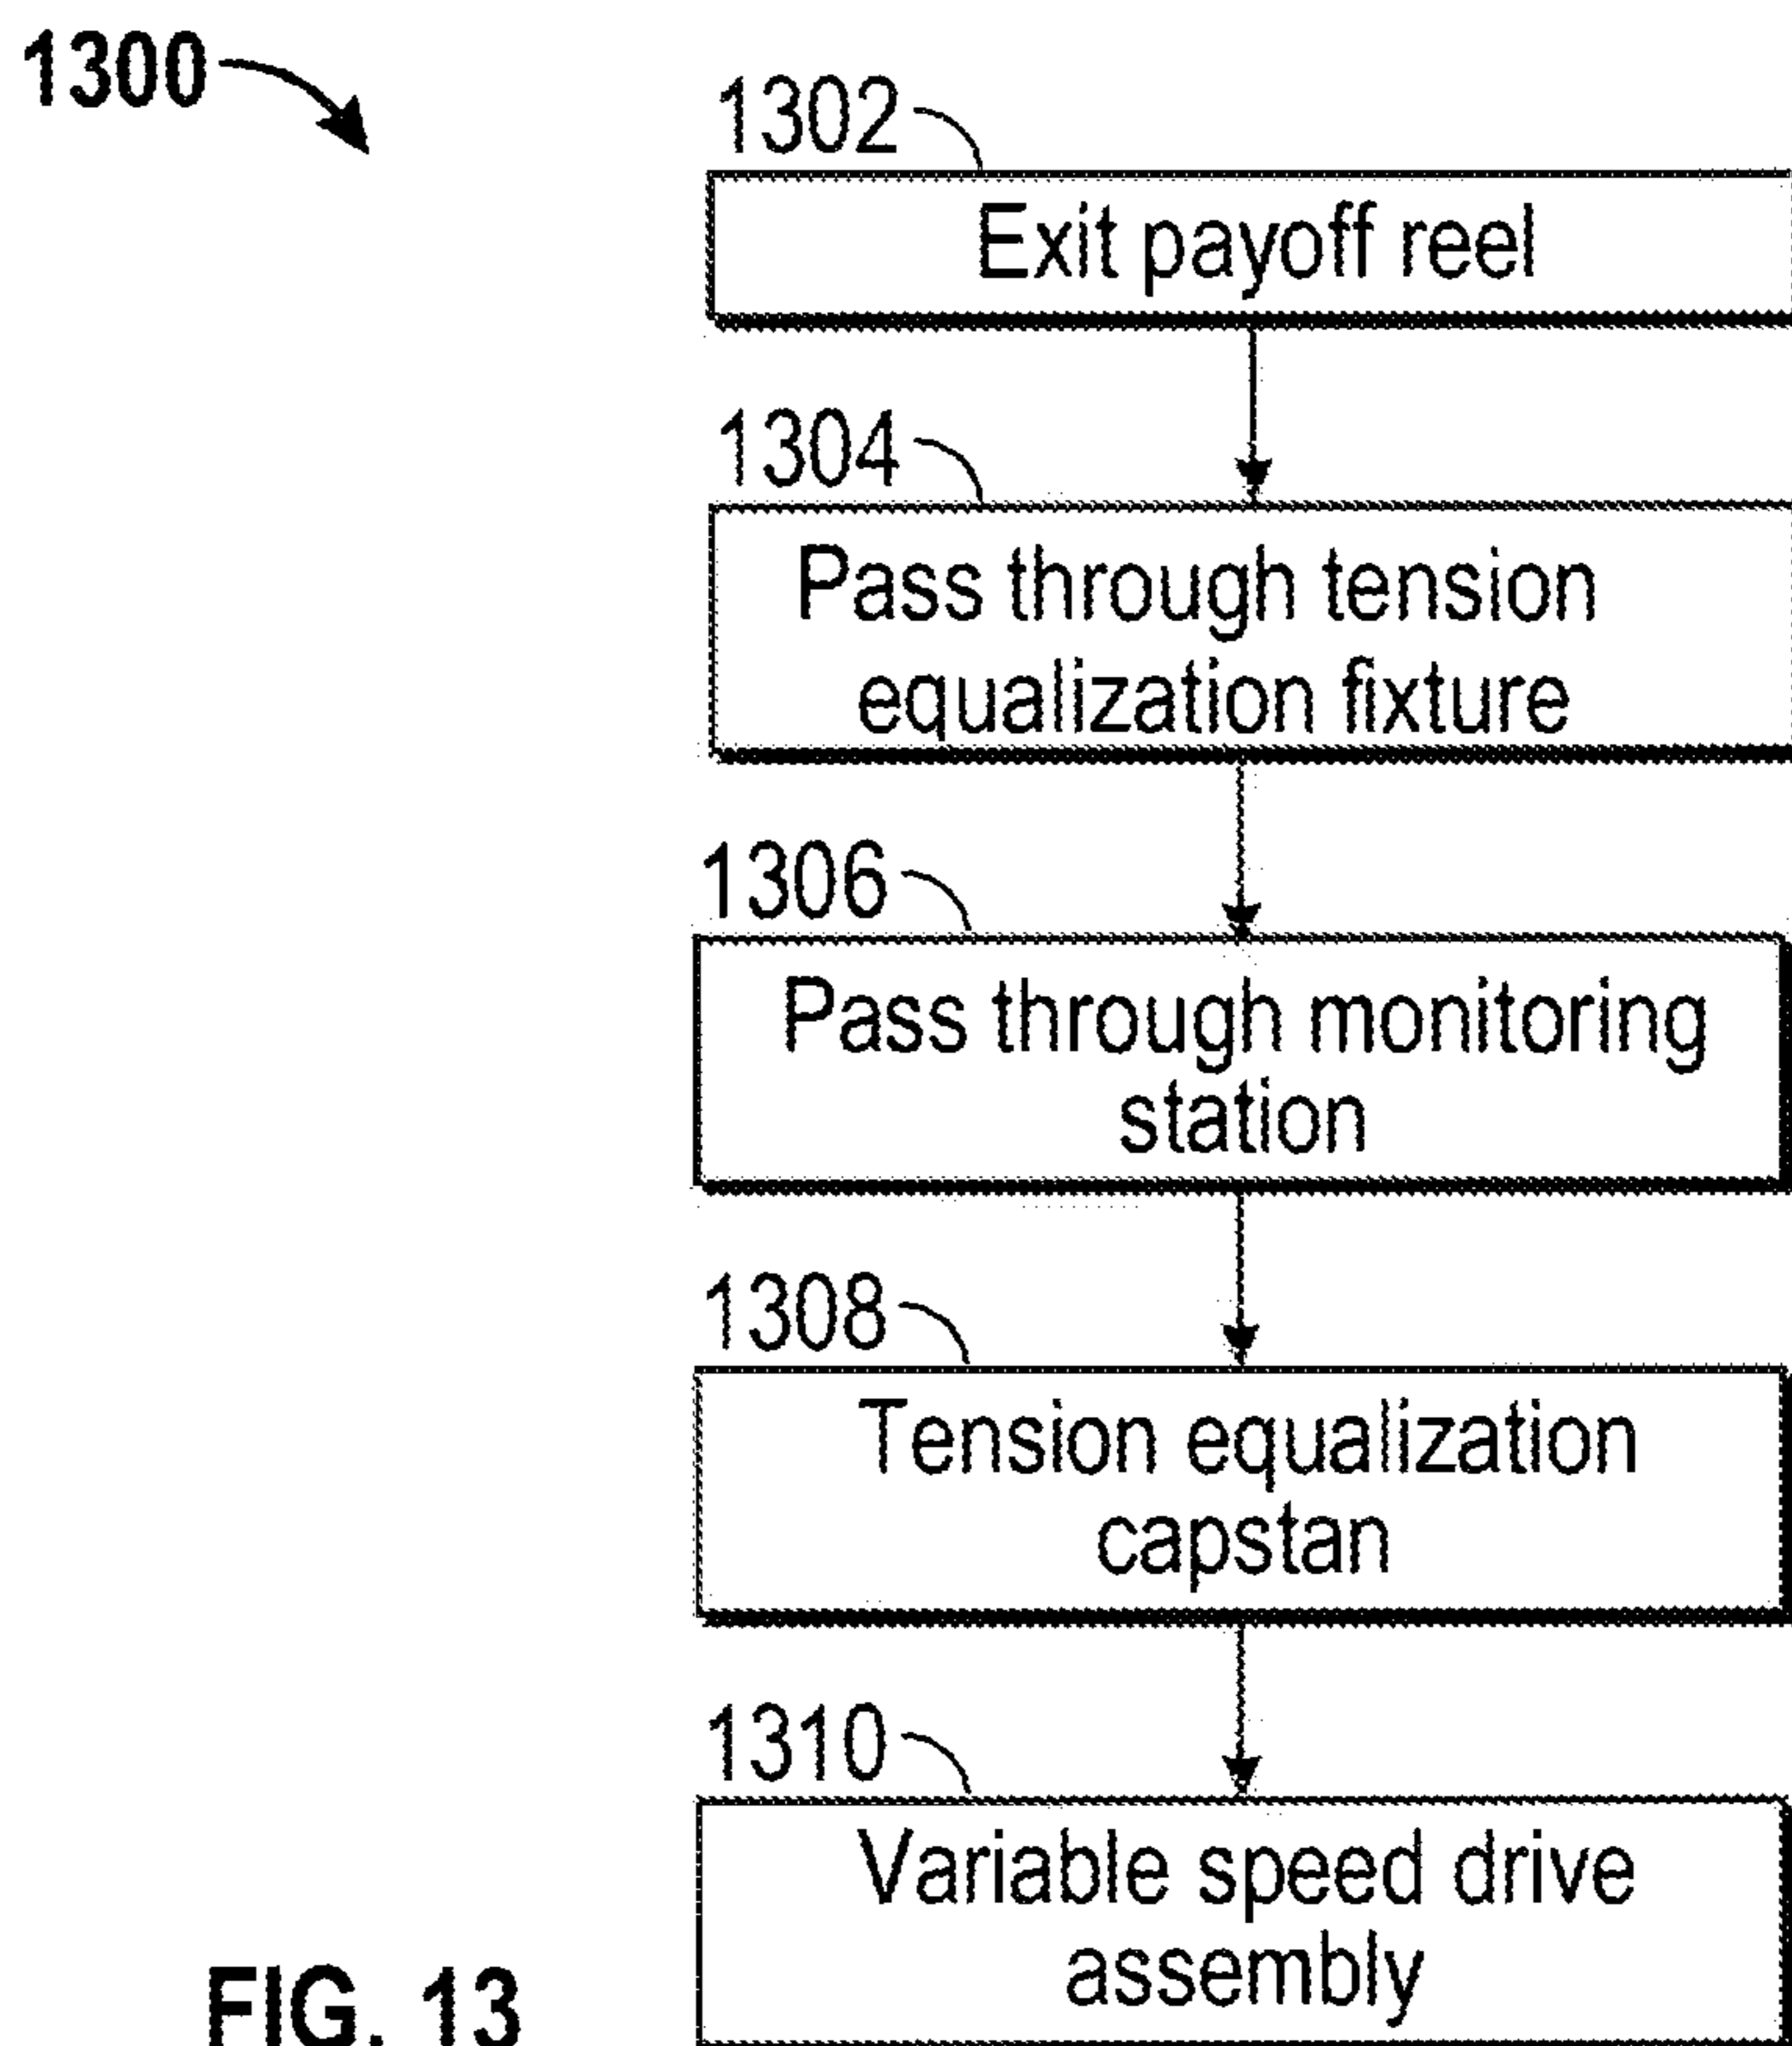 1300
1302
Exit payoff reel
1304
Pass through tension
equalization fixture
1306
Pass through monitoring
station
1308
Tension equalization
capstan
1310
Variable speed drive
assembly
FIG. 13